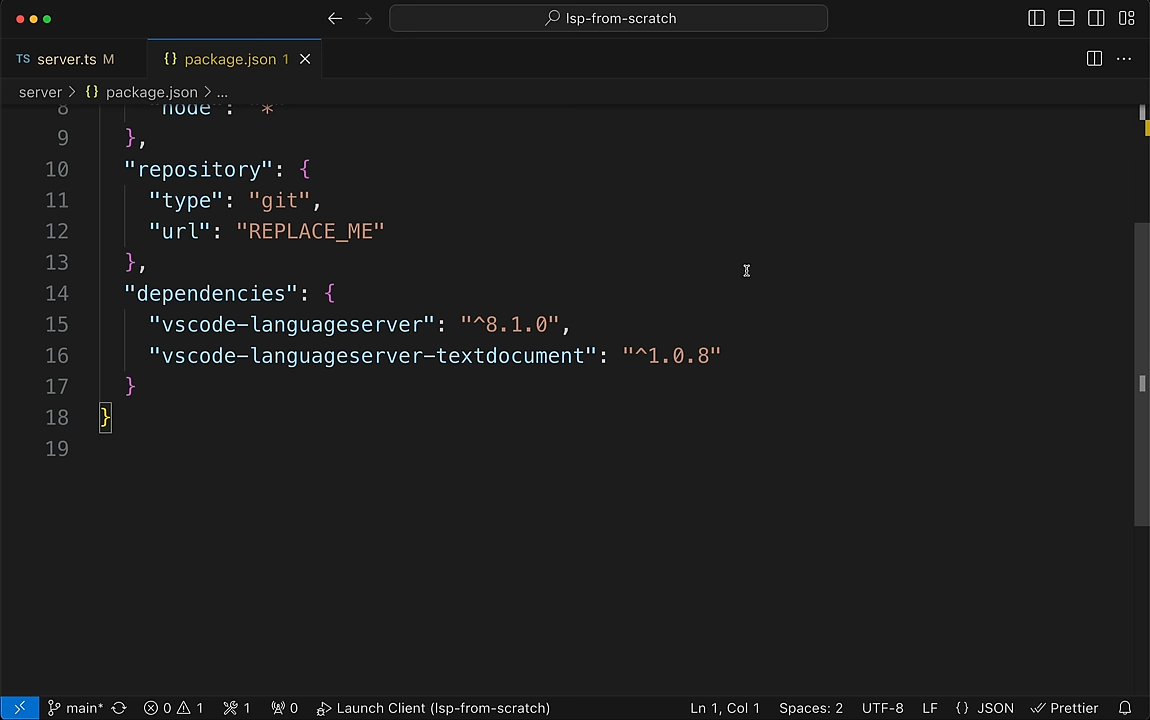 lsp-from-scratch
TS server.ts M
{} package.json 1
server > {} package.json > ...
8 "node": "*"
9 },
10 "repository": {
11 "type": "git",
12 "url": "REPLACE_ME"
13 },
14 "dependencies": {
15 "vscode-languageserver": "^8.1.0",
16 "vscode-languageserver-textdocument": "^1.0.8"
17 }
18 }
19
main* 0 1 1 0 Launch Client (lsp-from-scratch) Ln 1, Col 1 Spaces: 2 UTF-8 LF {} JSON Prettier